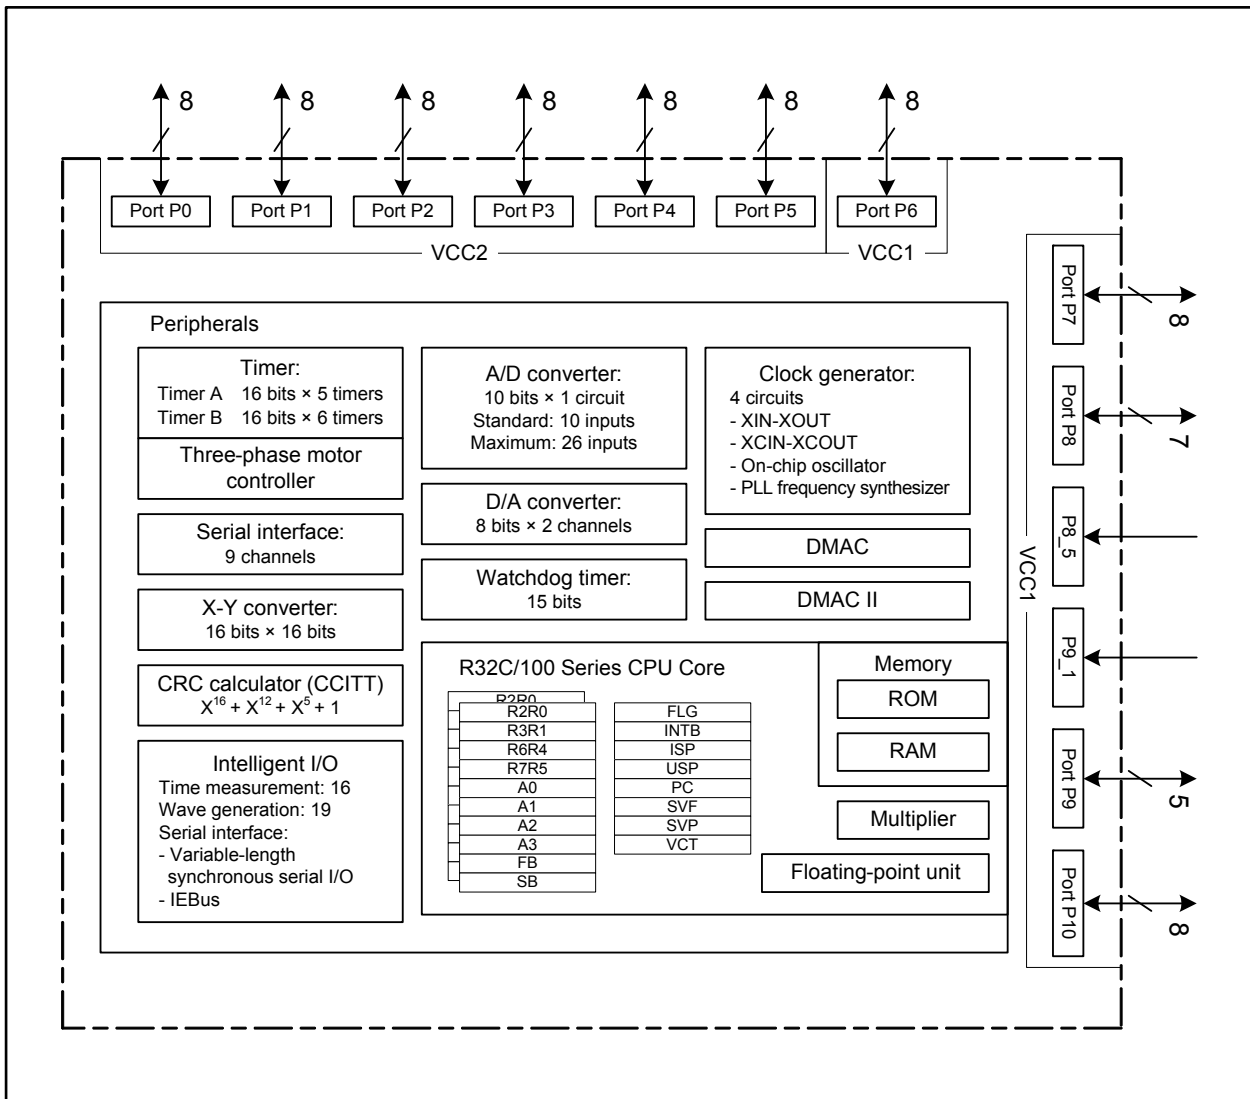 8 8 8 8 8 8 8
Port P0 Port P1 Port P2 Port P3 Port P4 Port P5 Port P6
VCC2 VCC1
Peripherals
Timer:
Timer A 16 bits × 5 timers
Timer B 16 bits × 6 timers
Three-phase motor
controller
Serial interface:
9 channels
X-Y converter:
16 bits × 16 bits
CRC calculator (CCITT)
X^16 + X^12 + X^5 + 1
Intelligent I/O
Time measurement: 16
Wave generation: 19
Serial interface:
- Variable-length
synchronous serial I/O
- IEBus
A/D converter:
10 bits × 1 circuit
Standard: 10 inputs
Maximum: 26 inputs
D/A converter:
8 bits × 2 channels
Watchdog timer:
15 bits
Clock generator:
4 circuits
- XIN-XOUT
- XCIN-XCOUT
- On-chip oscillator
- PLL frequency synthesizer
DMAC
DMAC II
R32C/100 Series CPU Core
R2R0
R2R0
R3R1
R6R4
R7R5
A0
A1
A2
A3
FB
SB
FLG
INTB
ISP
USP
PC
SVF
SVP
VCT
Memory
ROM
RAM
Multiplier
Floating-point unit
VCC1
Port P7
8
Port P8
7
P8_5
P9_1
Port P9
5
Port P10
8